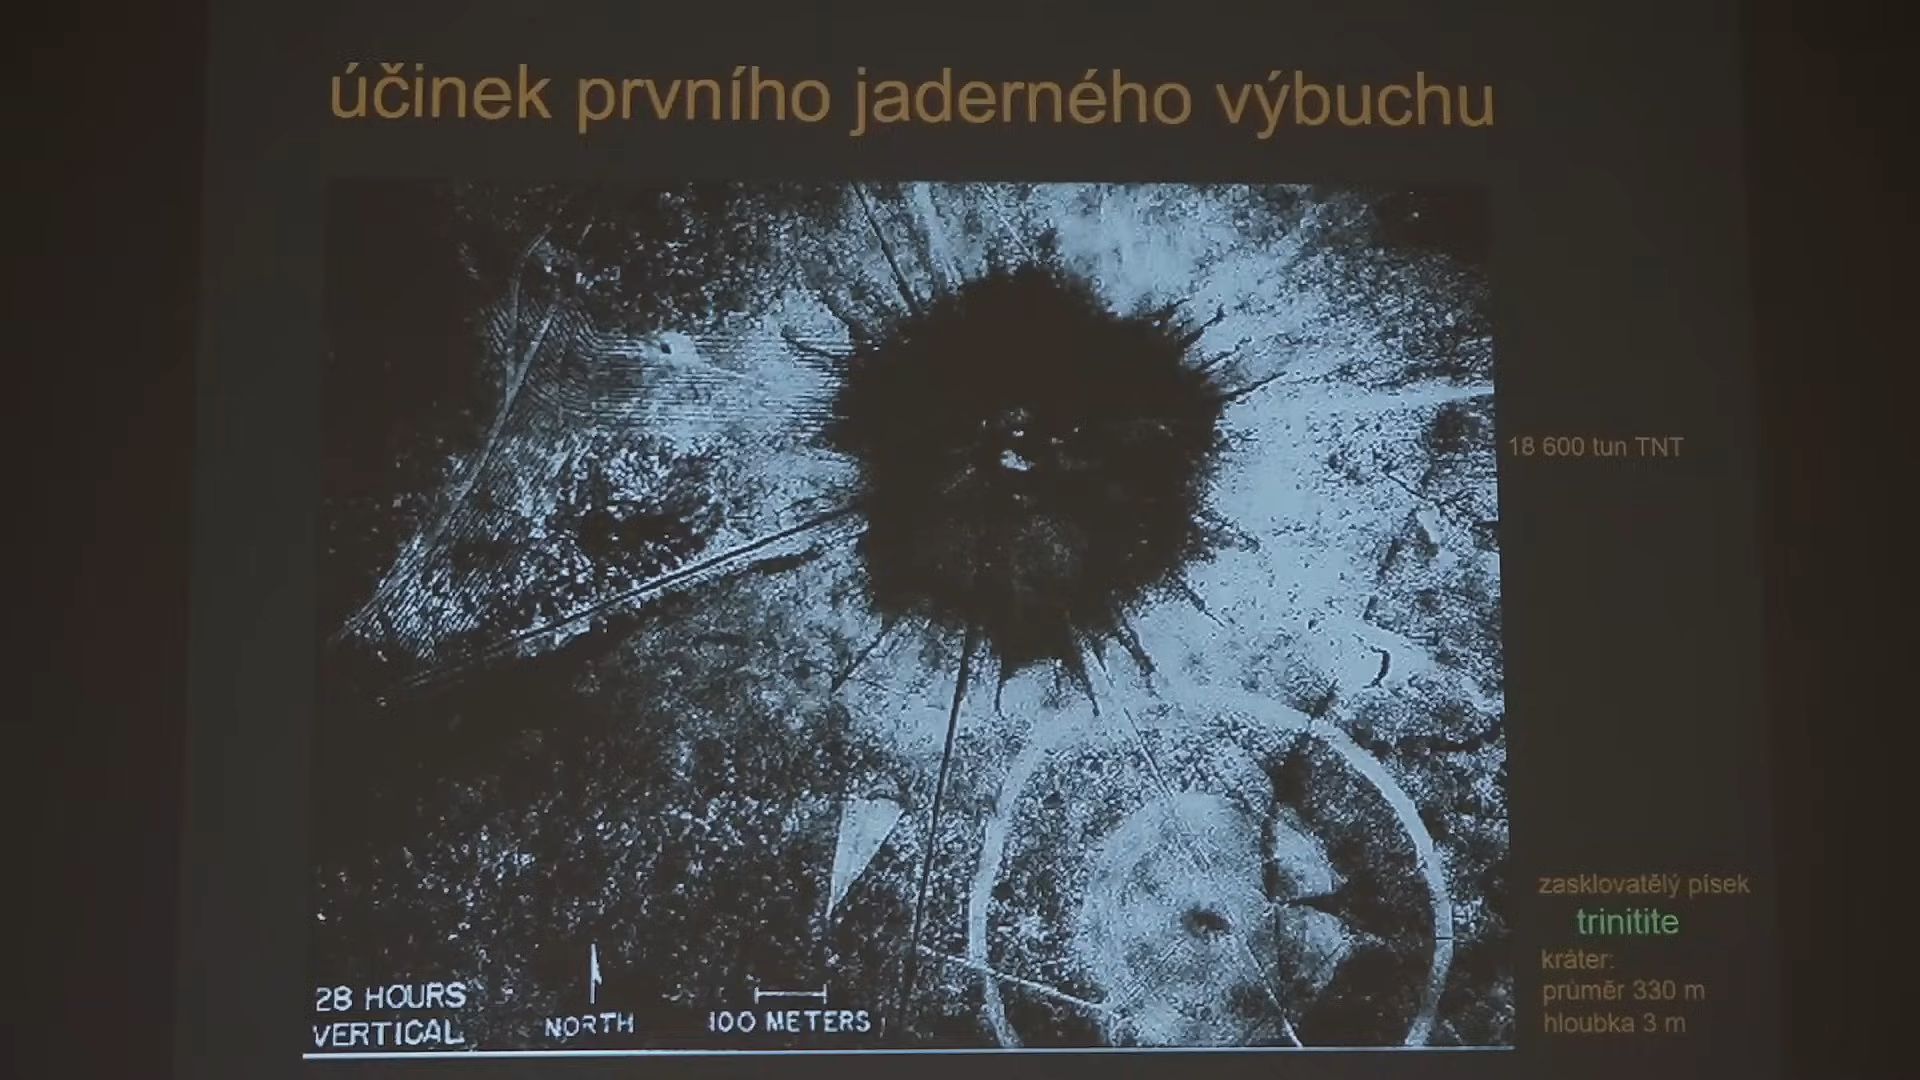 účinek prvního jaderného výbuchu
18 600 tun TNT
zasklovatělý písek
trinitite
kráter:
průměr 330 m
hloubka 3 m
28 HOURS
VERTICAL
NORTH
100 METERS